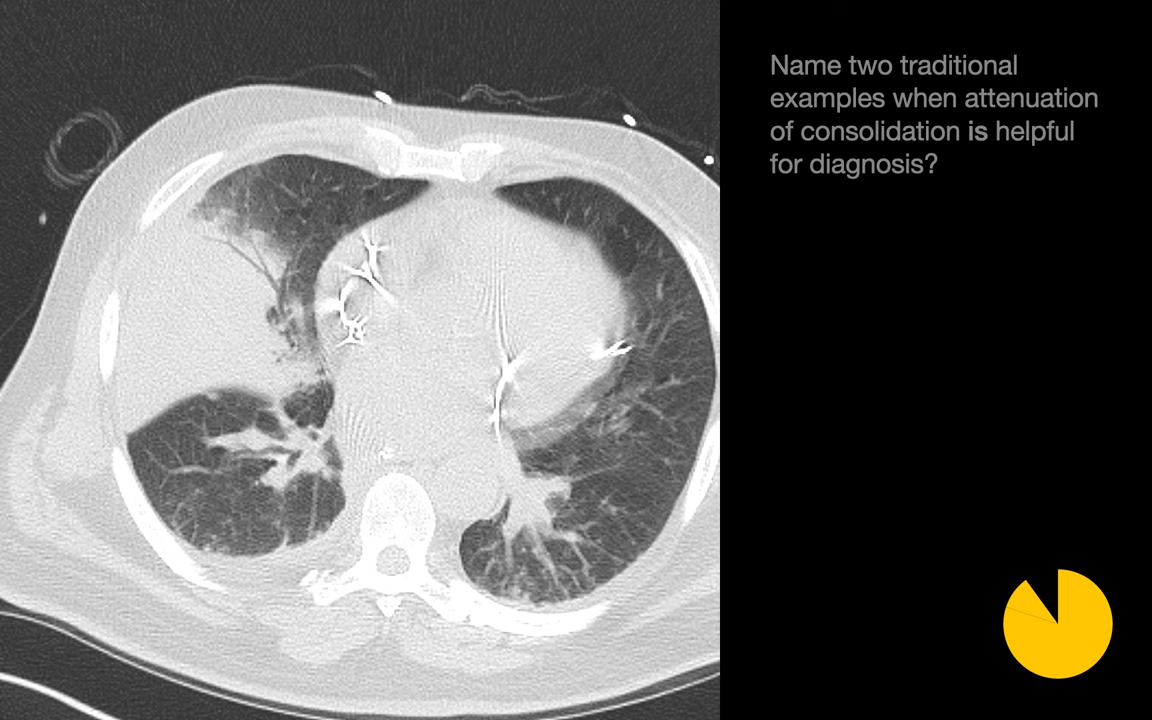 Name two traditional
examples when attenuation
of consolidation is helpful
for diagnosis?